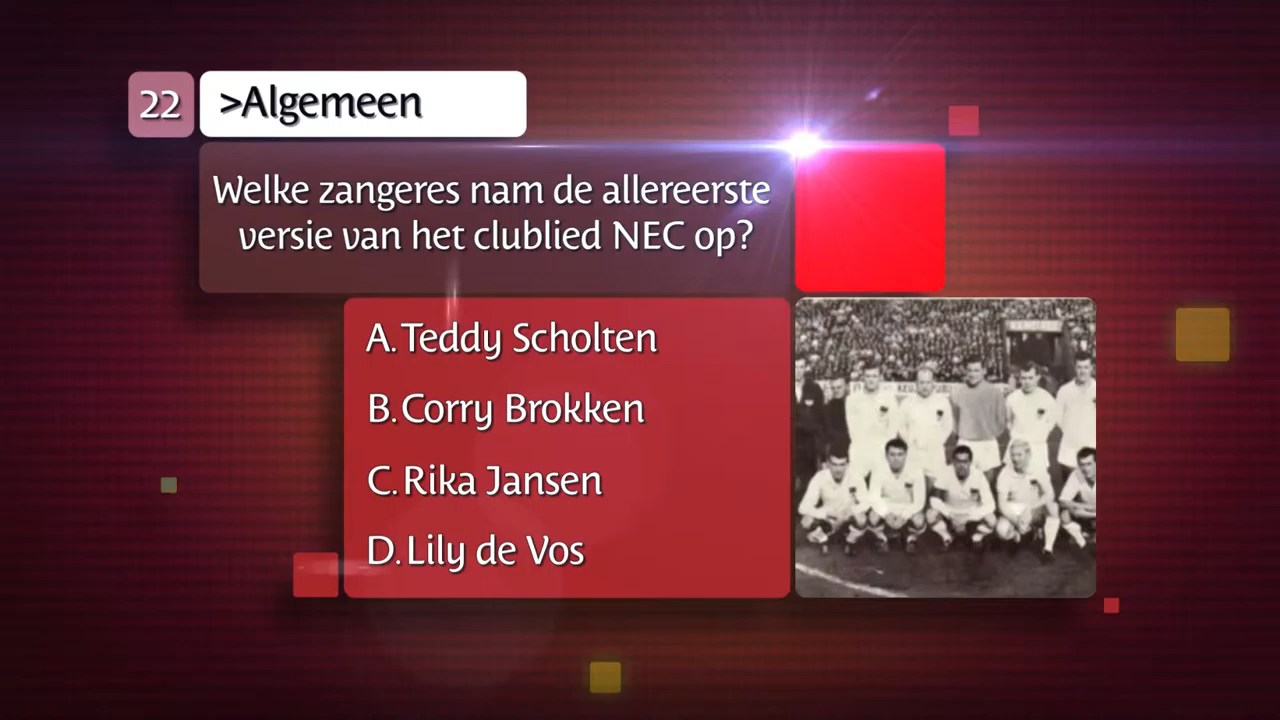 22
>Algemeen
Welke zangeres nam de allereerste
versie van het clublied NEC op?
A. Teddy Scholten
B. Corry Brokken
C. Rika Jansen
D. Lily de Vos